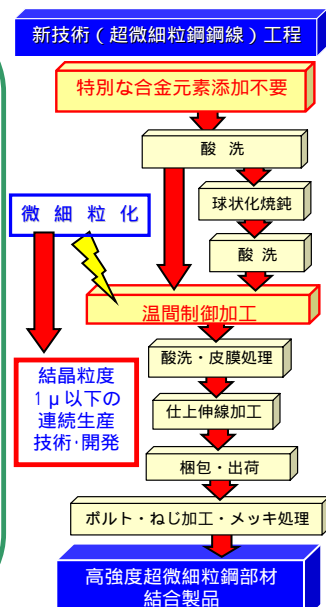 新技術(超微細粒鋼鋼線)工程
特別な合金元素添加不要
酸 洗
球状化焼鈍
微 細 粒 化
酸 洗
温間制御加工
酸洗・皮膜処理
結晶粒度
1μ以下の
連続生産
技術・開発
仕上伸線加工
梱包・出荷
ボルト・ねじ加工・メッキ処理
高強度超微細粒鋼部材
結合製品